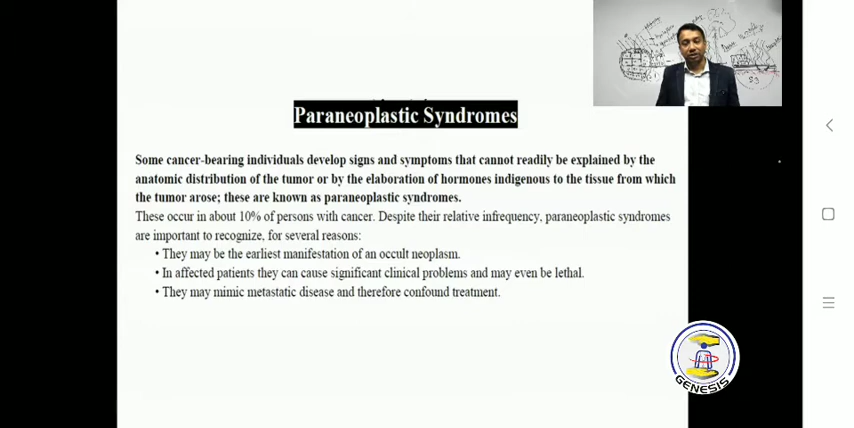 Paraneoplastic Syndromes
Some cancer-bearing individuals develop signs and symptoms that cannot readily be explained by the
anatomic distribution of the tumor or by the elaboration of hormones indigenous to the tissue from which
the tumor arose; these are known as paraneoplastic syndromes.
These occur in about 10% of persons with cancer. Despite their relative infrequency, paraneoplastic syndromes
are important to recognize, for several reasons:
• They may be the earliest manifestation of an occult neoplasm.
• In affected patients they can cause significant clinical problems and may even be lethal.
• They may mimic metastatic disease and therefore confound treatment.
GENESIS